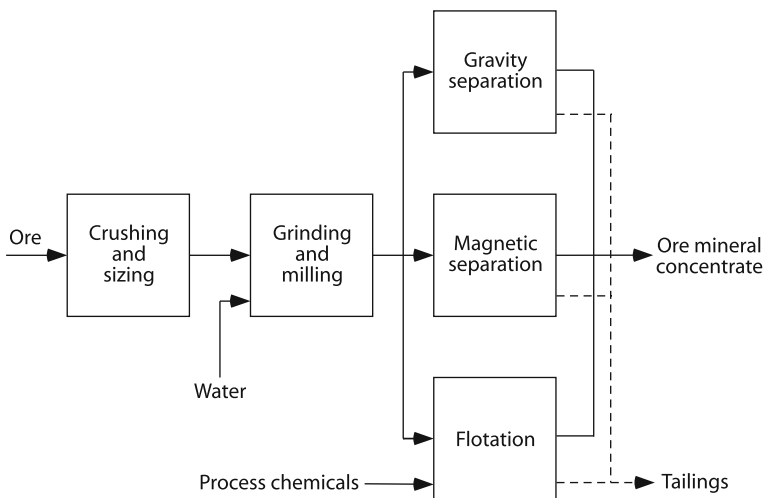 Gravity
separation
Ore
Crushing
and
sizing
Grinding
and
milling
Magnetic
separation
Ore mineral
concentrate
Water
Flotation
Process chemicals
Tailings